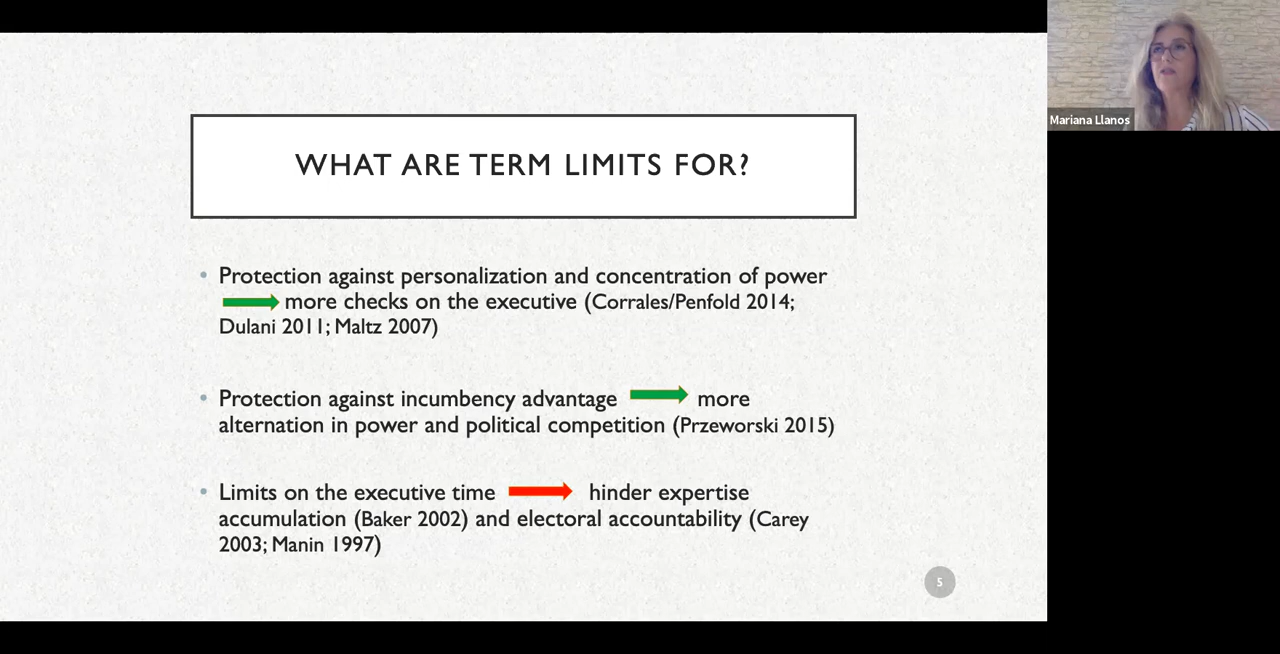 WHAT ARE TERM LIMITS FOR?
• Protection against personalization and concentration of power
more checks on the executive (Corrales/Penfold 2014;
Dulani 2011; Maltz 2007)
• Protection against incumbency advantage more
alternation in power and political competition (Przeworski 2015)
• Limits on the executive time hinder expertise
accumulation (Baker 2002) and electoral accountability (Carey
2003; Manin 1997)
5
Mariana Llanos